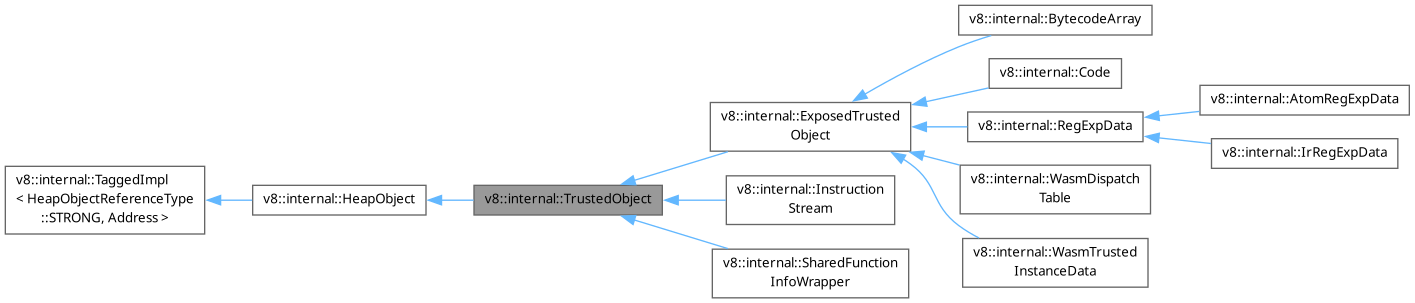 v8::internal::TaggedImpl
< HeapObjectReferenceType
::STRONG, Address >
v8::internal::HeapObject
v8::internal::TrustedObject
v8::internal::ExposedTrusted
Object
v8::internal::Instruction
Stream
v8::internal::SharedFunction
InfoWrapper
v8::internal::BytecodeArray
v8::internal::Code
v8::internal::RegExpData
v8::internal::WasmDispatch
Table
v8::internal::WasmTrusted
InstanceData
v8::internal::AtomRegExpData
v8::internal::IrRegExpData